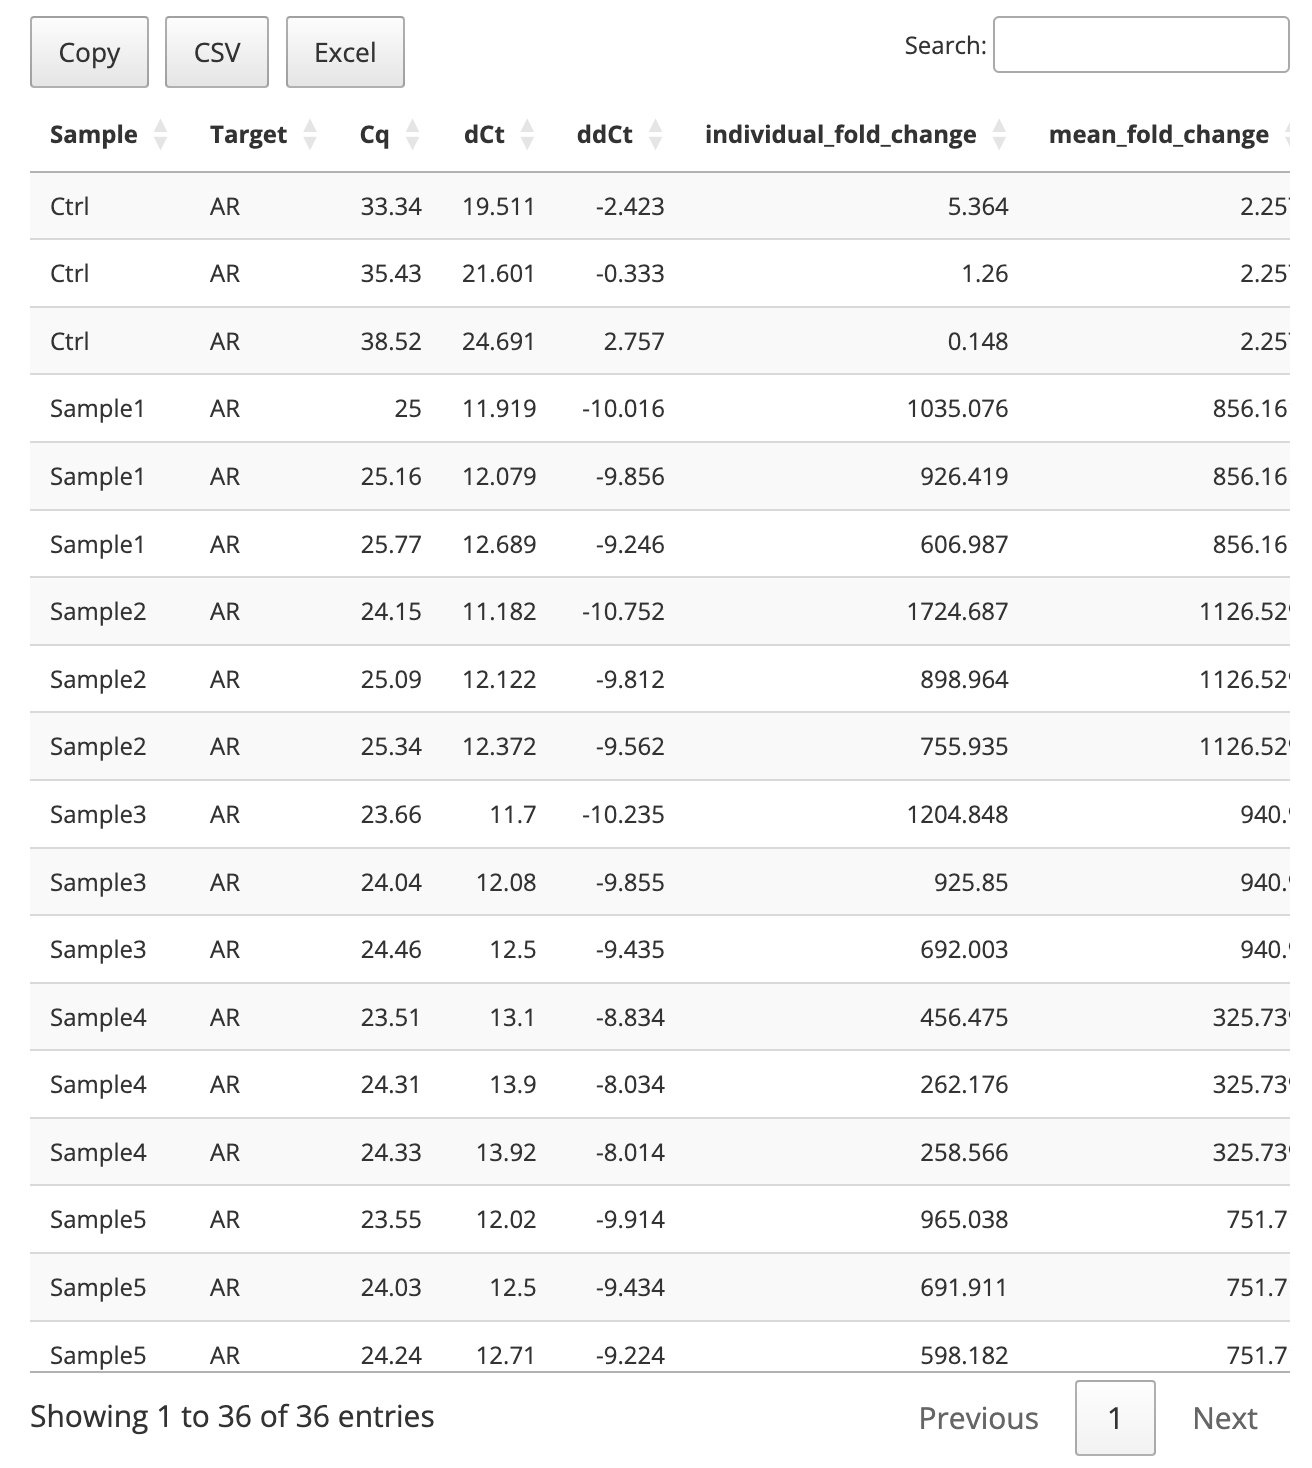 Copy CSV Excel Search:
Sample Target Cq dCt ddCt individual_fold_change mean_fold_change
Ctrl AR 33.34 19.511 -2.423 5.364 2.25
Ctrl AR 35.43 21.601 -0.333 1.26 2.25
Ctrl AR 38.52 24.691 2.757 0.148 2.25
Sample1 AR 25 11.919 -10.016 1035.076 856.16
Sample1 AR 25.16 12.079 -9.856 926.419 856.16
Sample1 AR 25.77 12.689 -9.246 606.987 856.16
Sample2 AR 24.15 11.182 -10.752 1724.687 1126.52
Sample2 AR 25.09 12.122 -9.812 898.964 1126.52
Sample2 AR 25.34 12.372 -9.562 755.935 1126.52
Sample3 AR 23.66 11.7 -10.235 1204.848 940.
Sample3 AR 24.04 12.08 -9.855 925.85 940.
Sample3 AR 24.46 12.5 -9.435 692.003 940.
Sample4 AR 23.51 13.1 -8.834 456.475 325.73
Sample4 AR 24.31 13.9 -8.034 262.176 325.73
Sample4 AR 24.33 13.92 -8.014 258.566 325.73
Sample5 AR 23.55 12.02 -9.914 965.038 751.7
Sample5 AR 24.03 12.5 -9.434 691.911 751.7
Sample5 AR 24.24 12.71 -9.224 598.182 751.7
Showing 1 to 36 of 36 entries Previous 1 Next